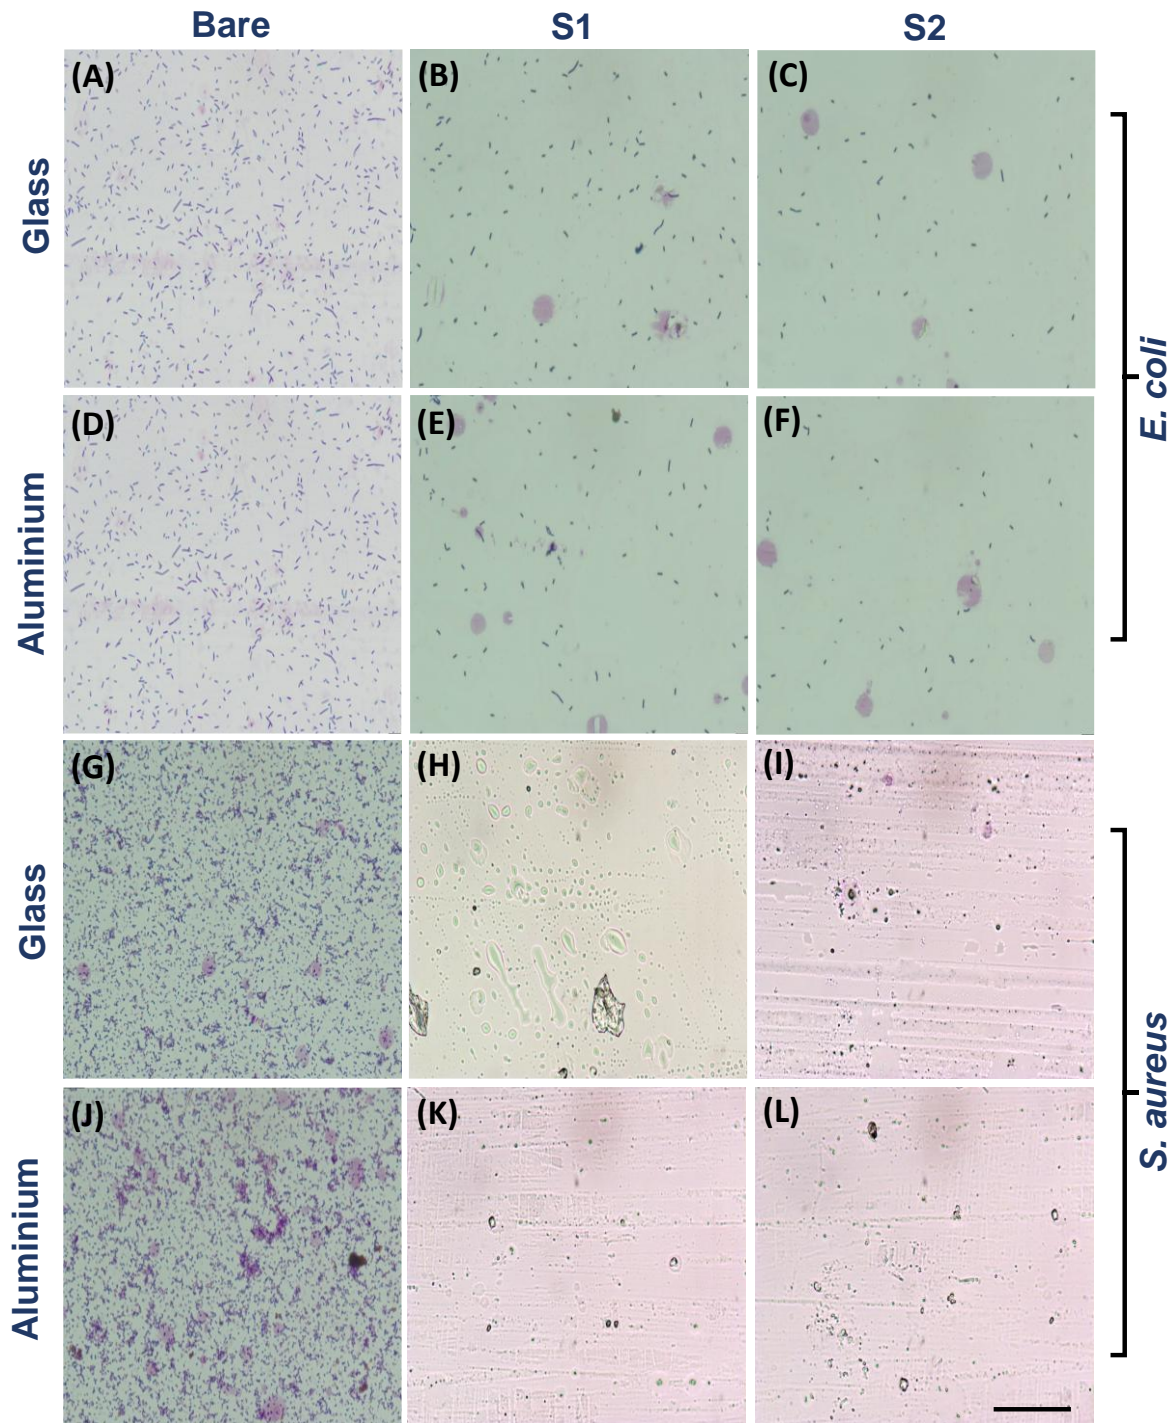 Bare S1 S2
Glass (A) (B) (C)
E. coli
Aluminium (D) (E) (F)
Glass (G) (H) (I)
S. aureus
Aluminium (J) (K) (L)